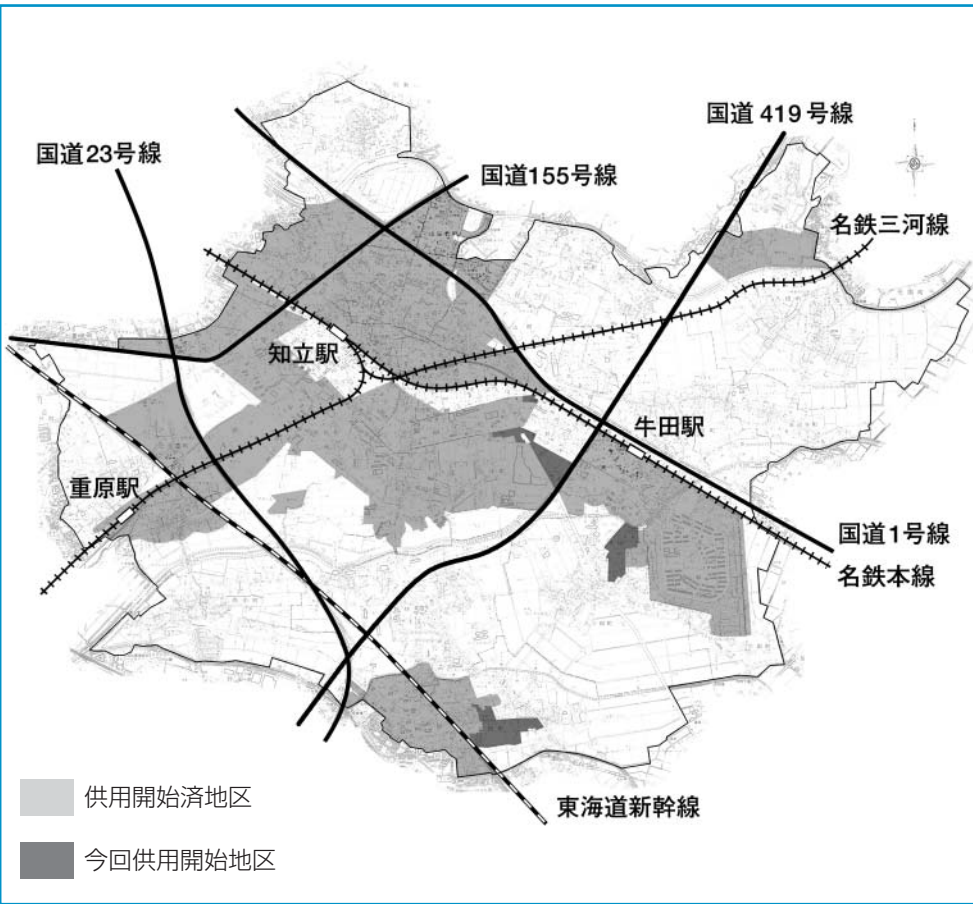 国道419号線
国道23号線
国道155号線
名鉄三河線
知立駅
牛田駅
重原駅
国道1号線
名鉄本線
東海道新幹線
供用開始済地区
今回供用開始地区